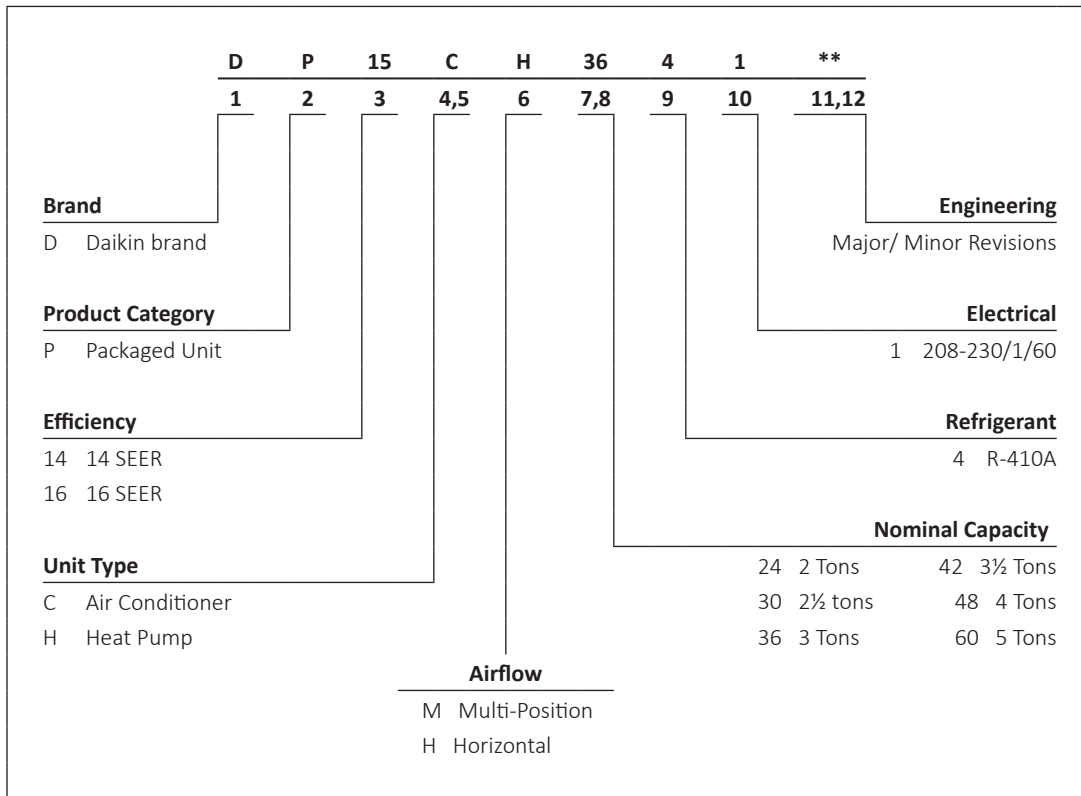 D P 15 C H 36 4 1 **
1 2 3 4,5 6 7,8 9 10 11,12
Brand
D Daikin brand
Product Category
P Packaged Unit
Efficiency
14 14 SEER
16 16 SEER
Unit Type
C Air Conditioner
H Heat Pump
Airflow
M Multi-Position
H Horizontal
Engineering
Major/ Minor Revisions
Electrical
1 208-230/1/60
Refrigerant
4 R-410A
Nominal Capacity
24 2 Tons 42 3½ Tons
30 2½ tons 48 4 Tons
36 3 Tons 60 5 Tons